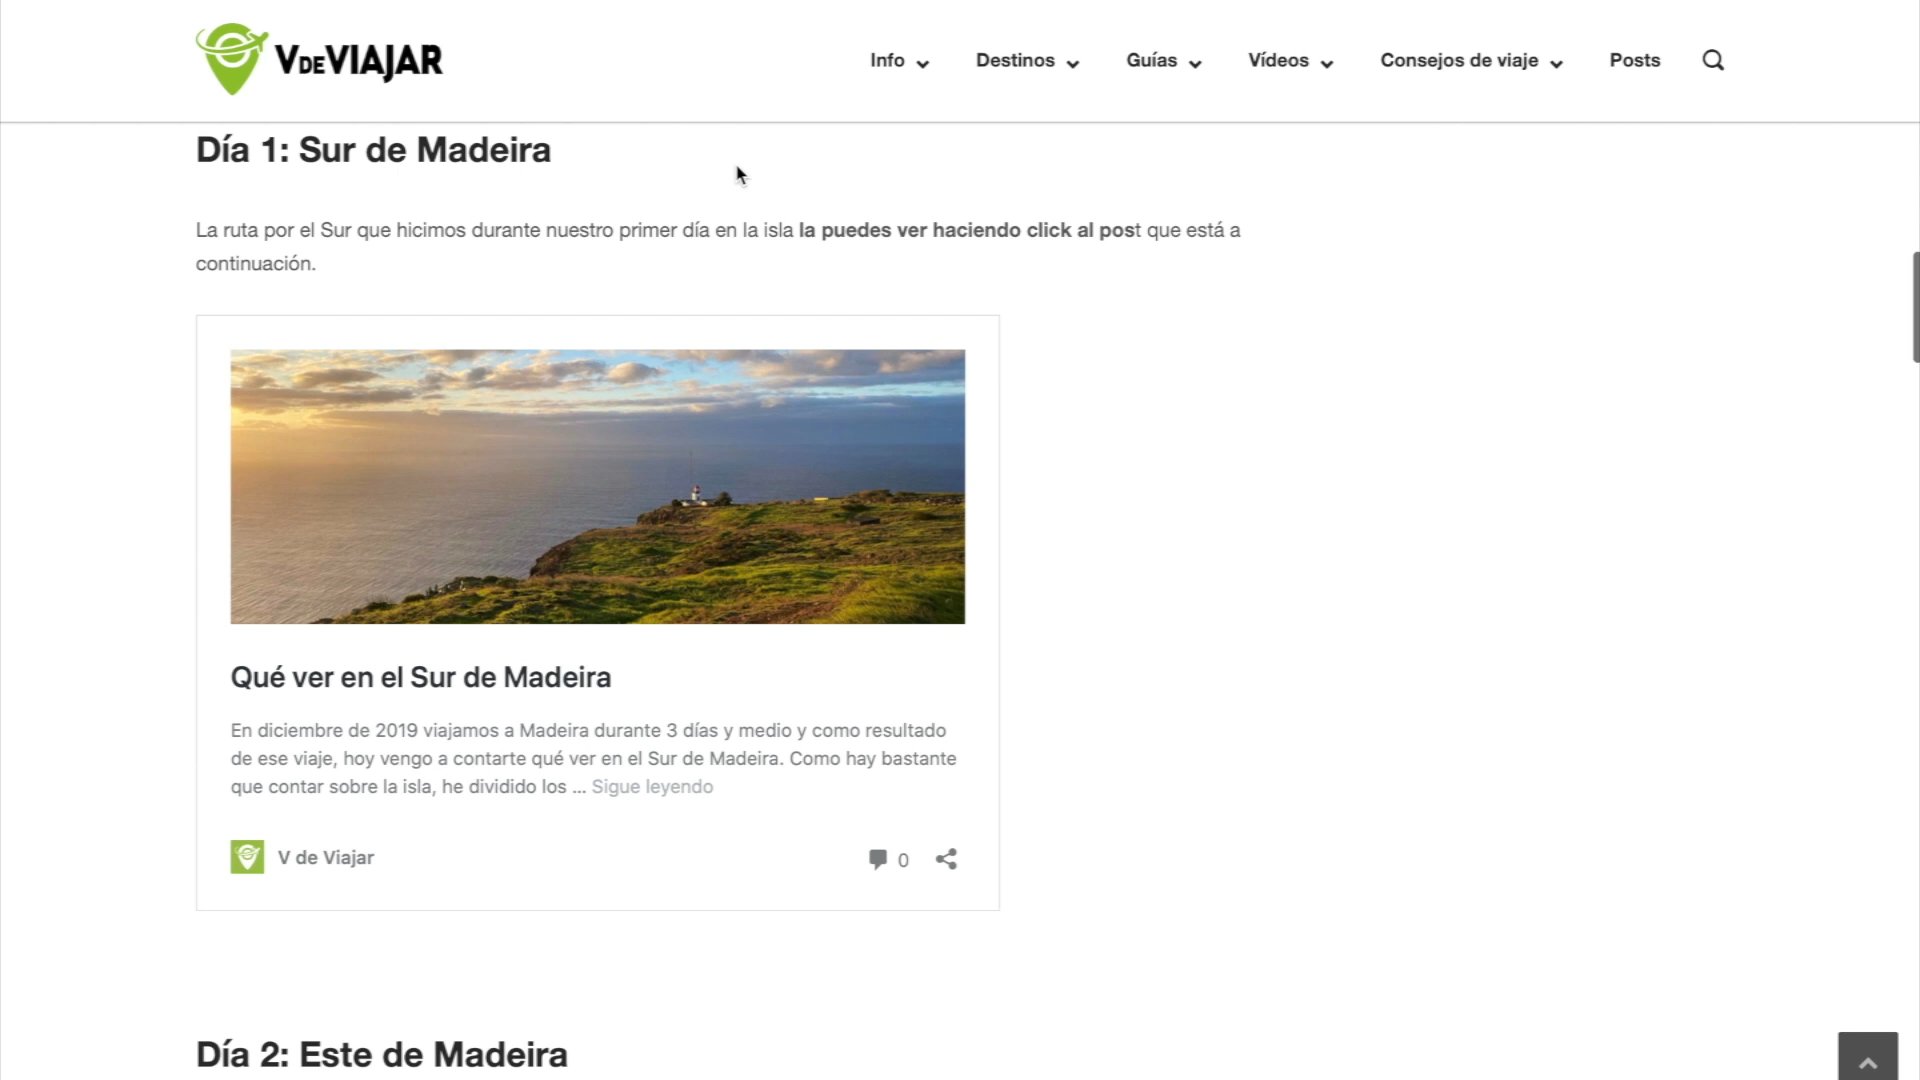 VDEVIAJAR
Info Destinos Guías Vídeos Consejos de viaje Posts
Día 1: Sur de Madeira
La ruta por el Sur que hicimos durante nuestro primer día en la isla la puedes ver haciendo click al post que está a
continuación.
Qué ver en el Sur de Madeira
En diciembre de 2019 viajamos a Madeira durante 3 días y medio y como resultado
de ese viaje, hoy vengo a contarte qué ver en el Sur de Madeira. Como hay bastante
que contar sobre la isla, he dividido los ... Sigue leyendo
V de Viajar 0
Día 2: Este de Madeira